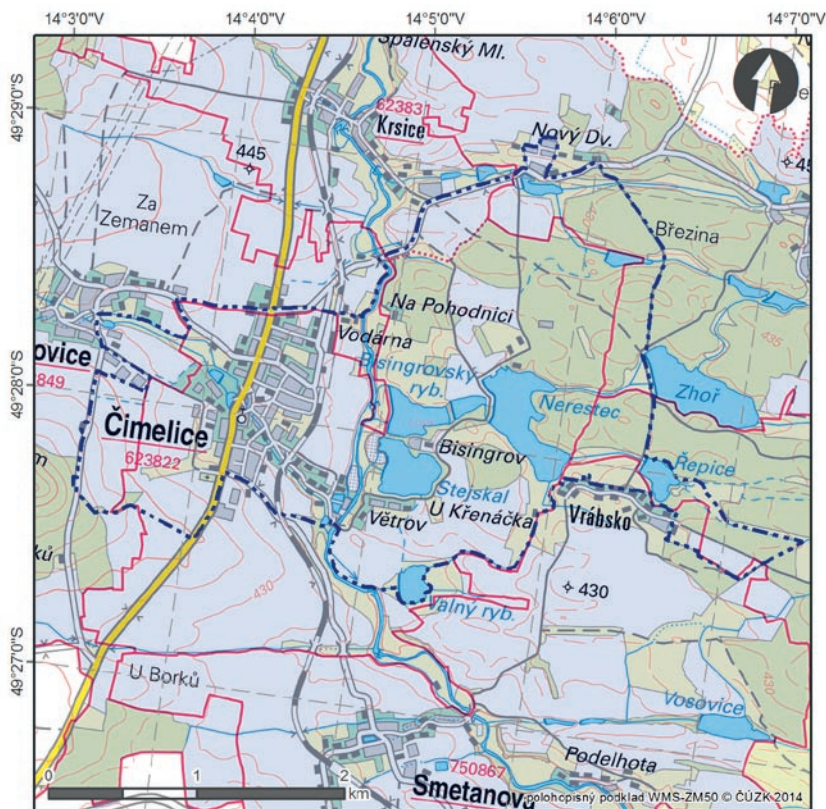 14°3'0"E
14°4'0"E
14°5'0"E
14°6'0"E
14°7'0"E
49°29'0"S
49°28'0"S
49°27'0"S
Spálenský Ml.
623831
Krsice
Nový Dv.
445
Za
Zemanem
Březina
Na Pohodnici
Vodárna
ovice
849
Bisingrovský
ryb.
435
Zhoř
Nerestec
Čimelice
623822
Bisingrov
Řepice
Stejskal
U Křenáčka
Větrov
Vrábsko
430
Valný ryb.
430
U Borků
Vosovice
430
Podelhota
750867
Smetanova
0 1 2
km
polohopisný podklad WMS-ZM50 © ČÚZK 2014